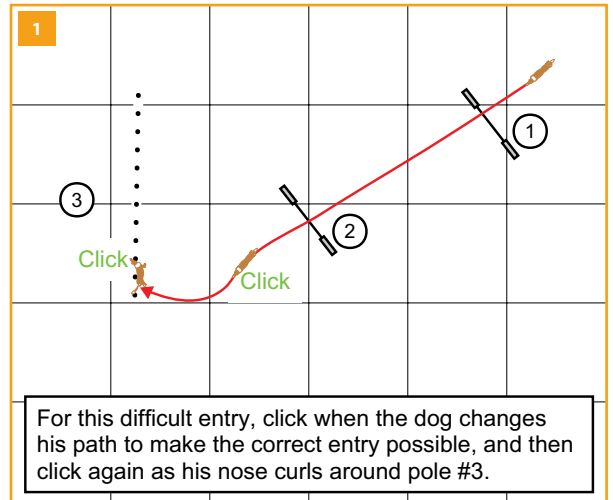 1
1
3
2
Click
Click
For this difficult entry, click when the dog changes
his path to make the correct entry possible, and then
click again as his nose curls around pole #3.